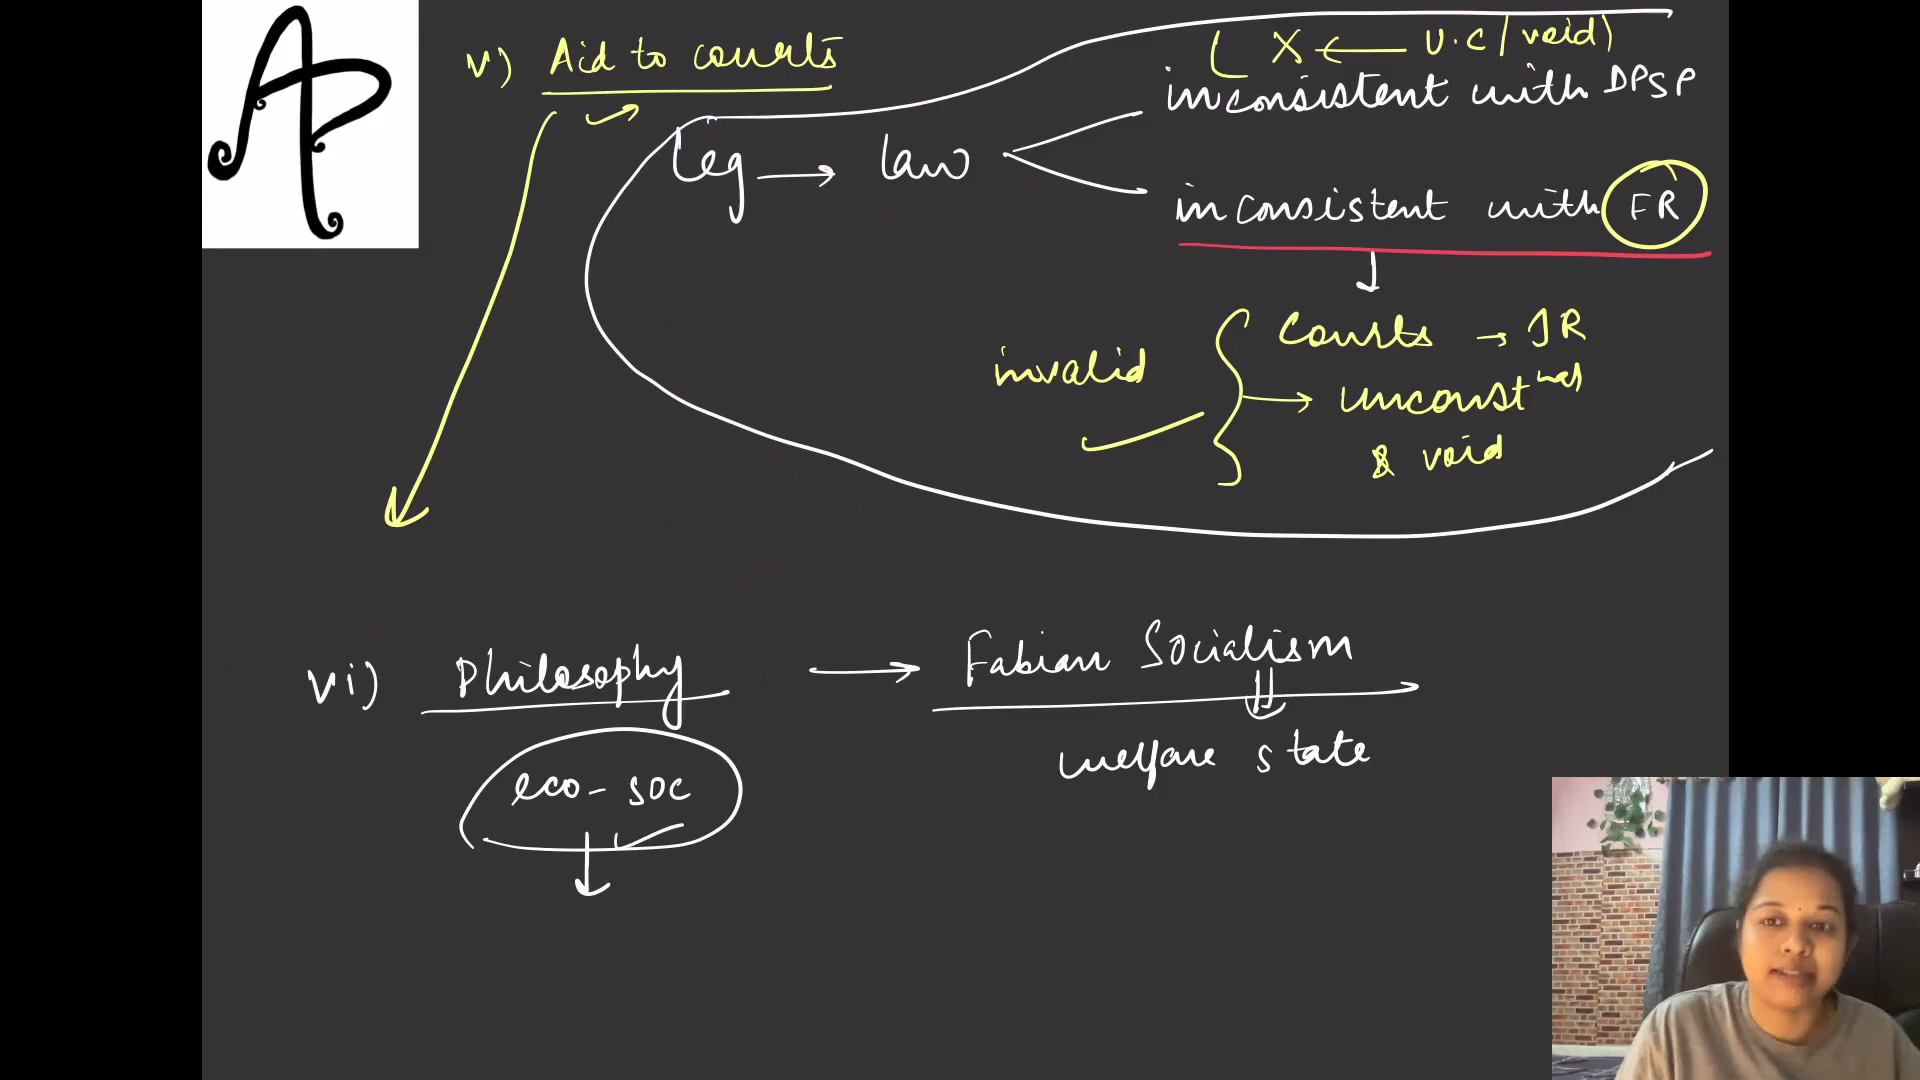 AP
v) Aid to courts
( X ← U.C / void)
inconsistent with DPSP
Leg → law
inconsistent with FR
invalid
Courts → JR
→ unconstnal
& void
vi) Philosophy → Fabian Socialism
welfare state
eco - soc